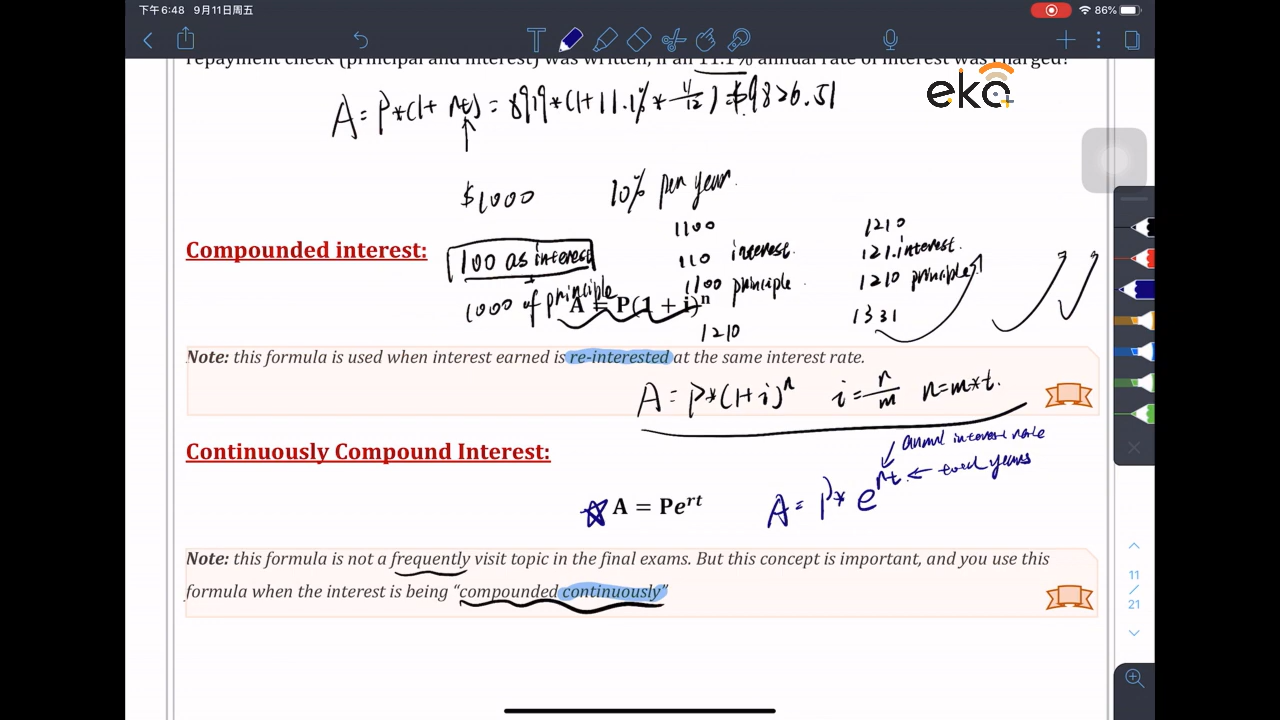 下午6:48 9月11日周五
86%
repayment check (principal and interest) was written, if an 11.1% annual rate of interest was charged?
eka
A = P*(1+ rt) = 8919*(1+11.1%* 11/12) = $9826.51
$1000 10% per year.
1100 1210
Compounded interest: 100 as interest 110 interest. 121.interest.
1000 of principle 1100 principle. 1210 principle
A = P(1 + i)ⁿ
1210 1331
Note: this formula is used when interest earned is re-interested at the same interest rate.
A = P*(1+i)ⁿ i = r/m n=m*t.
Continuously Compound Interest:
annual interest rate
total years
A = Peʳᵗ A = P* eʳᵗ
Note: this formula is not a frequently visit topic in the final exams. But this concept is important, and you use this
formula when the interest is being “compounded continuously”
11
/
21